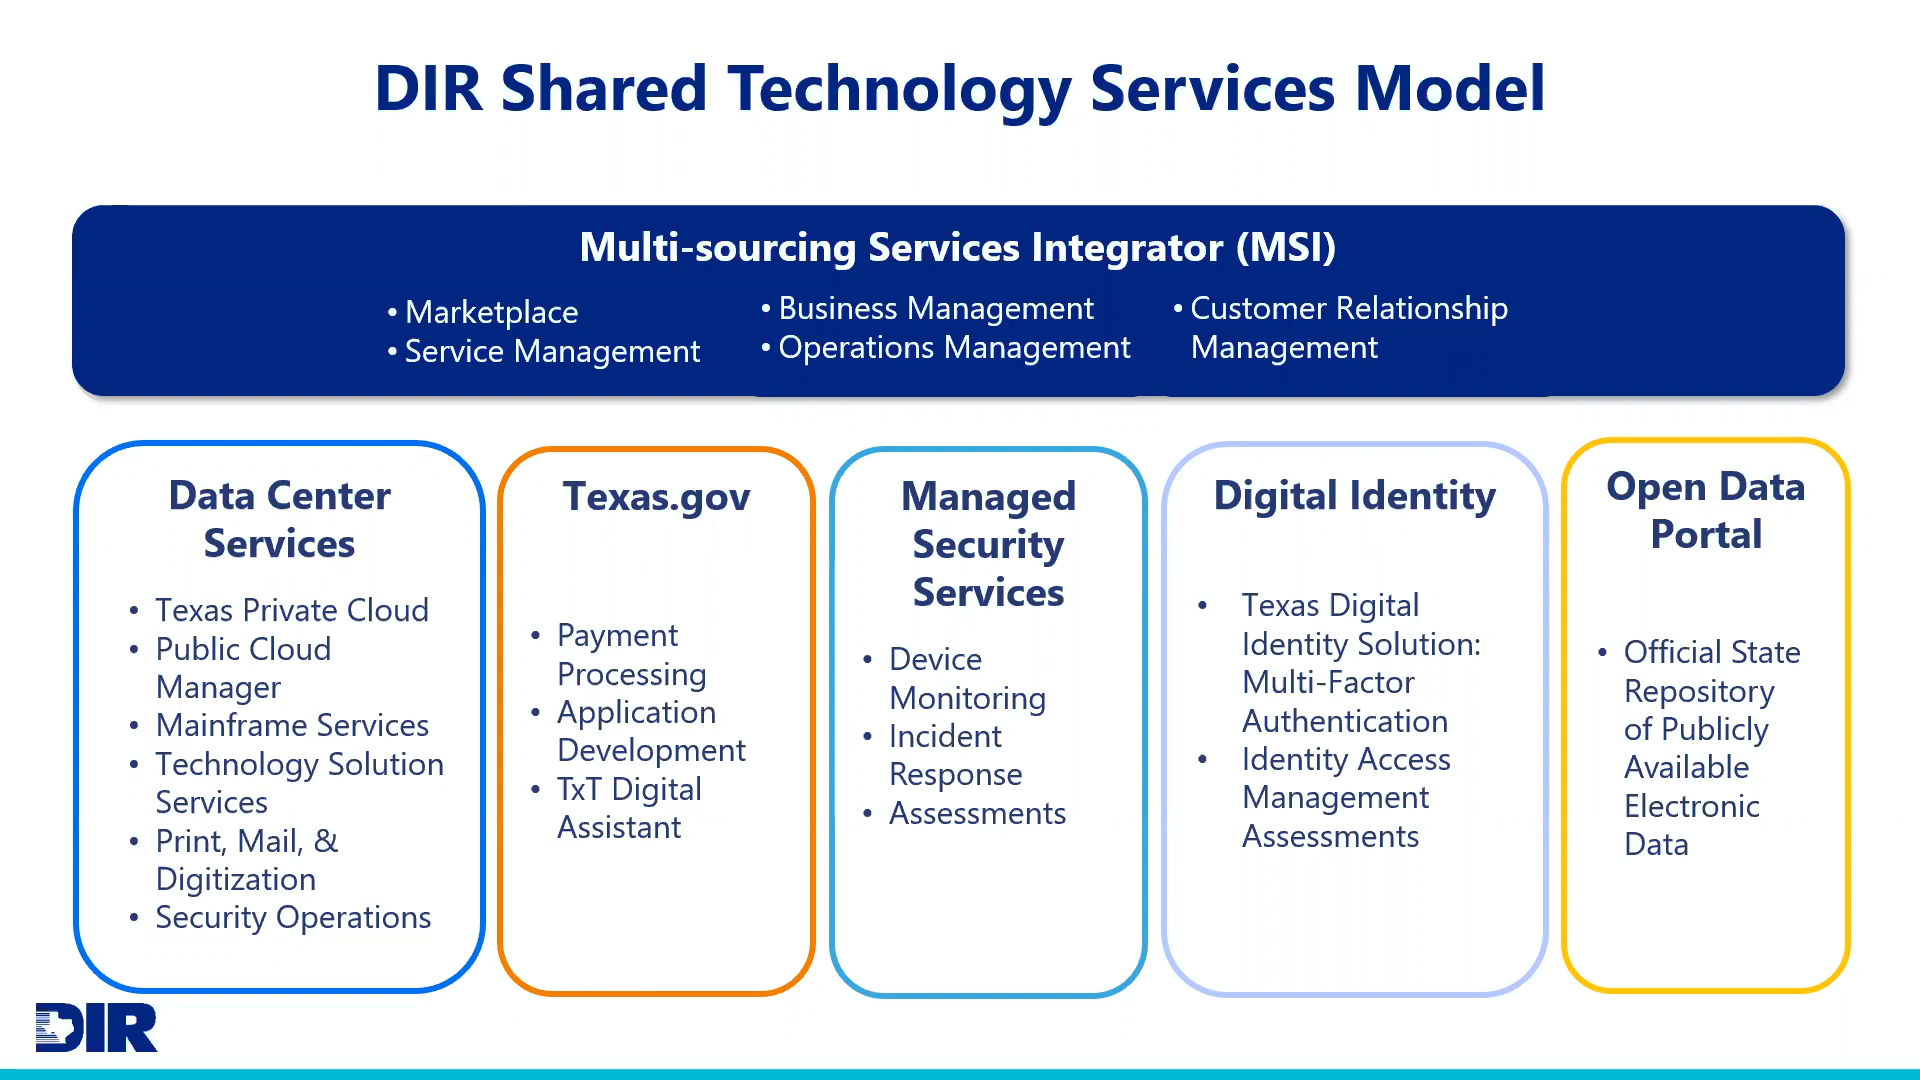 DIR Shared Technology Services Model
Multi-sourcing Services Integrator (MSI)
• Marketplace
• Service Management
• Business Management
• Operations Management
• Customer Relationship
Management
Data Center
Services
• Texas Private Cloud
• Public Cloud
Manager
• Mainframe Services
• Technology Solution
Services
• Print, Mail, &
Digitization
• Security Operations
Texas.gov
• Payment
Processing
• Application
Development
• TxT Digital
Assistant
Managed
Security
Services
• Device
Monitoring
• Incident
Response
• Assessments
Digital Identity
• Texas Digital
Identity Solution:
Multi-Factor
Authentication
• Identity Access
Management
Assessments
Open Data
Portal
• Official State
Repository
of Publicly
Available
Electronic
Data
DIR